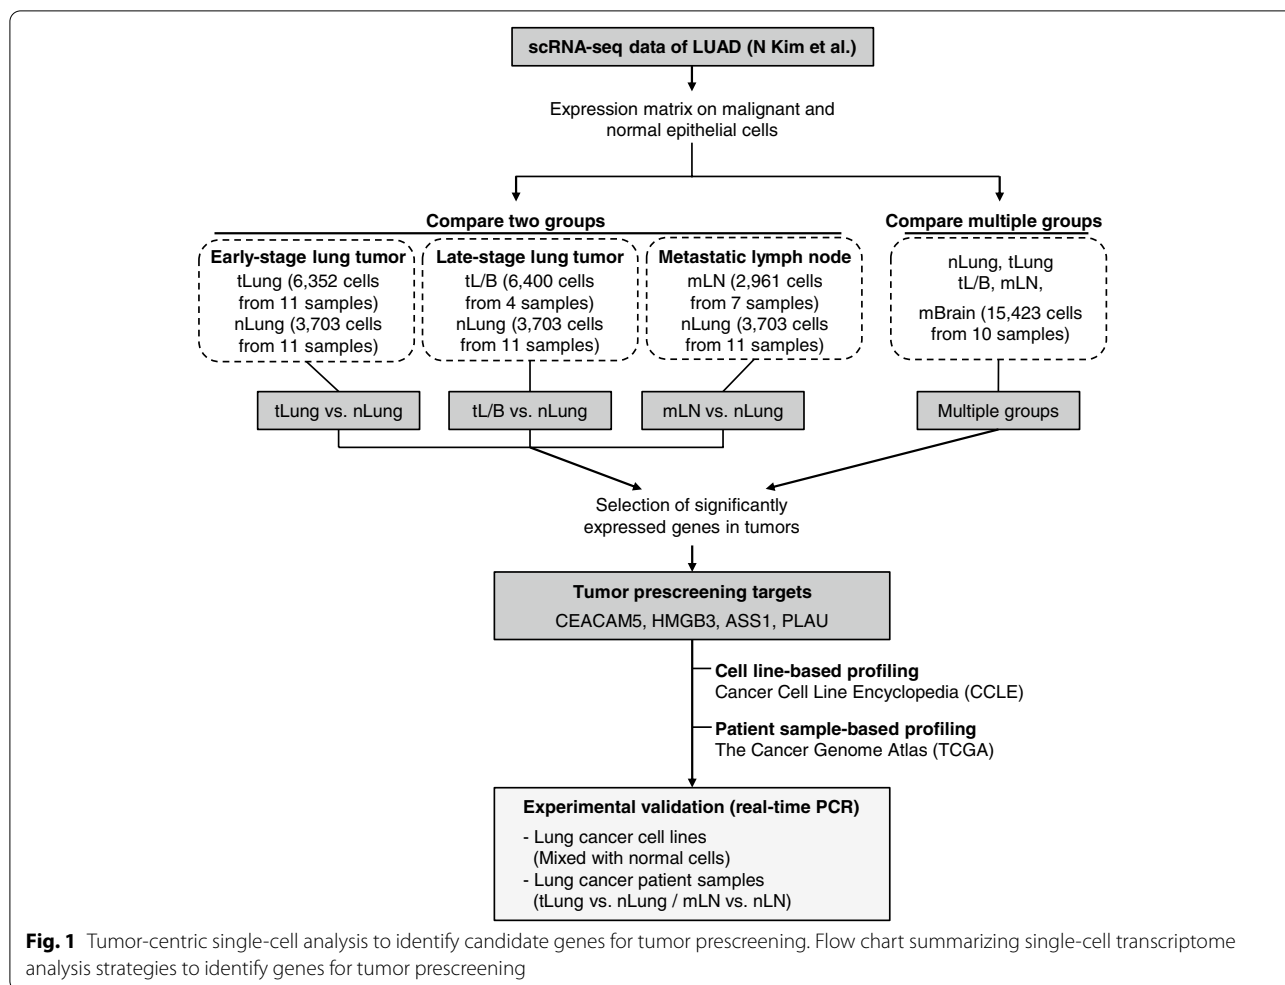 scRNA-seq data of LUAD (N Kim et al.)
Expression matrix on malignant and
normal epithelial cells
Compare two groups
Compare multiple groups
Early-stage lung tumor
tLung (6,352 cells
from 11 samples)
nLung (3,703 cells
from 11 samples)
Late-stage lung tumor
tL/B (6,400 cells
from 4 samples)
nLung (3,703 cells
from 11 samples)
Metastatic lymph node
mLN (2,961 cells
from 7 samples)
nLung (3,703 cells
from 11 samples)
nLung, tLung
tL/B, mLN,
mBrain (15,423 cells
from 10 samples)
tLung vs. nLung
tL/B vs. nLung
mLN vs. nLung
Multiple groups
Selection of significantly
expressed genes in tumors
Tumor prescreening targets
CEACAM5, HMGB3, ASS1, PLAU
Cell line-based profiling
Cancer Cell Line Encyclopedia (CCLE)
Patient sample-based profiling
The Cancer Genome Atlas (TCGA)
Experimental validation (real-time PCR)
- Lung cancer cell lines
(Mixed with normal cells)
- Lung cancer patient samples
(tLung vs. nLung / mLN vs. nLN)
Fig. 1 Tumor-centric single-cell analysis to identify candidate genes for tumor prescreening. Flow chart summarizing single-cell transcriptome
analysis strategies to identify genes for tumor prescreening